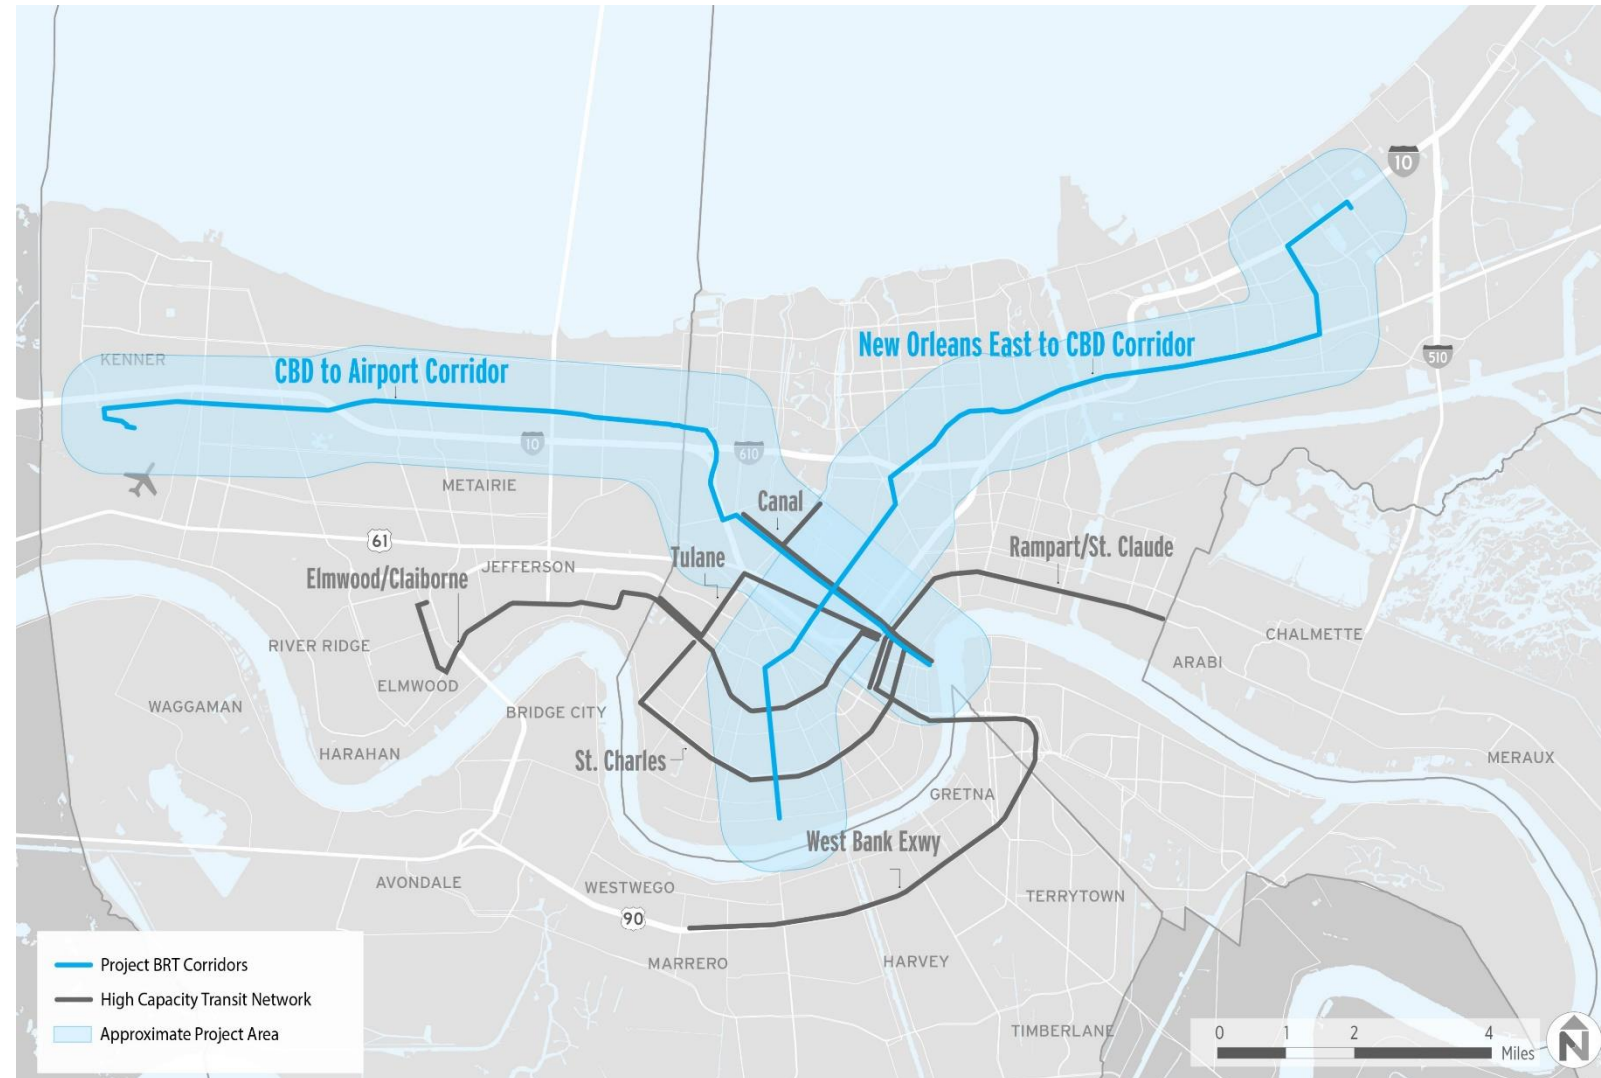 10
New Orleans East to CBD Corridor
510
KENNER
CBD to Airport Corridor
10
610
METAIRIE
Canal
61
Tulane
Rampart/St. Claude
Elmwood/Claiborne
JEFFERSON
CHALMETTE
RIVER RIDGE
ARABI
ELMWOOD
WAGGAMAN
BRIDGE CITY
HARAHAN
St. Charles
MERAUX
GRETNA
West Bank Exwy
AVONDALE
WESTWEGO
TERRYTOWN
90
MARRERO
HARVEY
TIMBERLANE
Project BRT Corridors
High Capacity Transit Network
Approximate Project Area
0 1 2 4
Miles
N